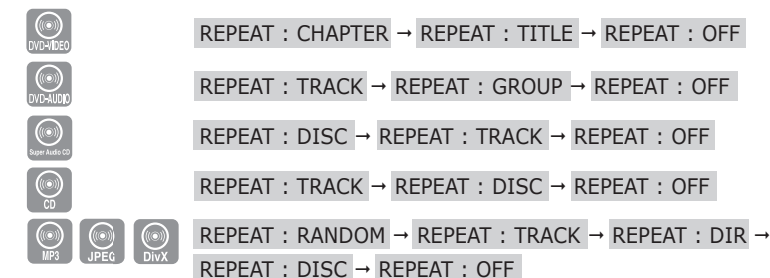 DVD-VIDEO REPEAT : CHAPTER → REPEAT : TITLE → REPEAT : OFF
DVD-AUDIO REPEAT : TRACK → REPEAT : GROUP → REPEAT : OFF
Super Audio CD REPEAT : DISC → REPEAT : TRACK → REPEAT : OFF
CD REPEAT : TRACK → REPEAT : DISC → REPEAT : OFF
MP3 JPEG DivX REPEAT : RANDOM → REPEAT : TRACK → REPEAT : DIR →
REPEAT : DISC → REPEAT : OFF